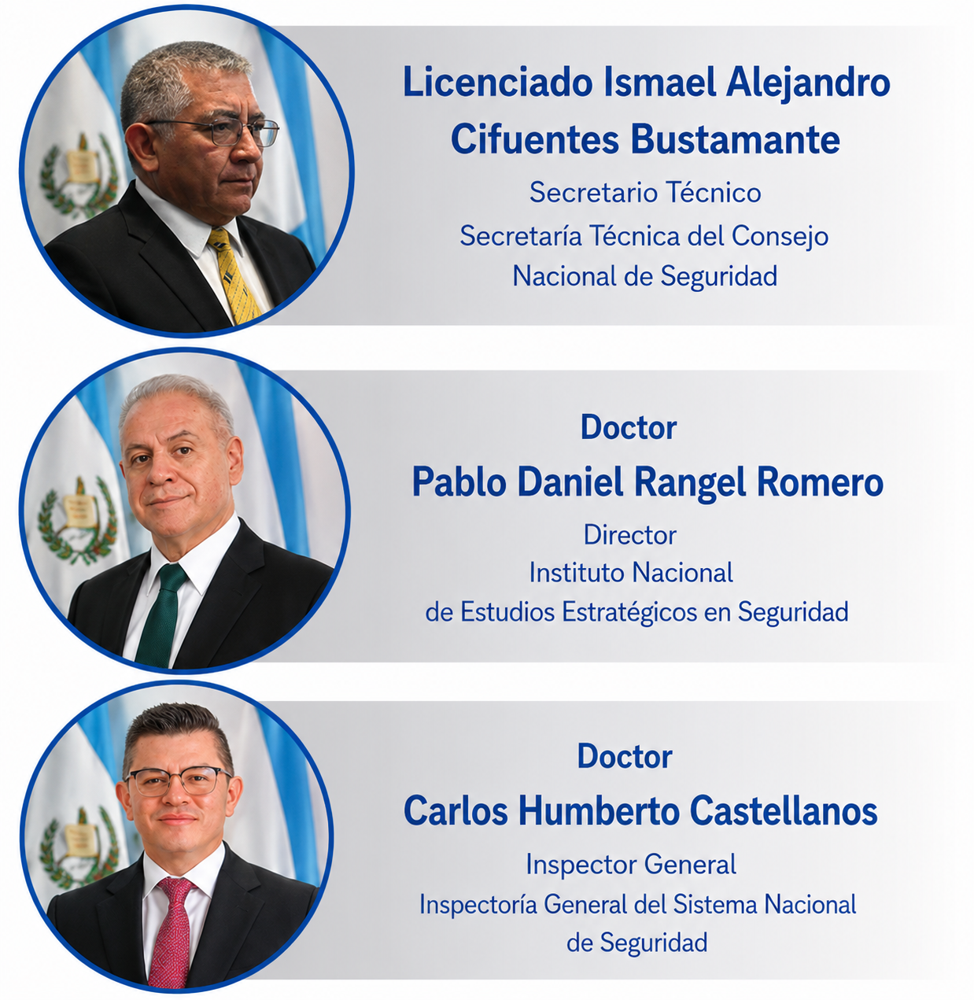 Licenciado Ismael Alejandro
Cifuentes Bustamante
Secretario Técnico
Secretaría Técnica del Consejo
Nacional de Seguridad
Doctor
Pablo Daniel Rangel Romero
Director
Instituto Nacional
de Estudios Estratégicos en Seguridad
Doctor
Carlos Humberto Castellanos
Inspector General
Inspectoría General del Sistema Nacional
de Seguridad